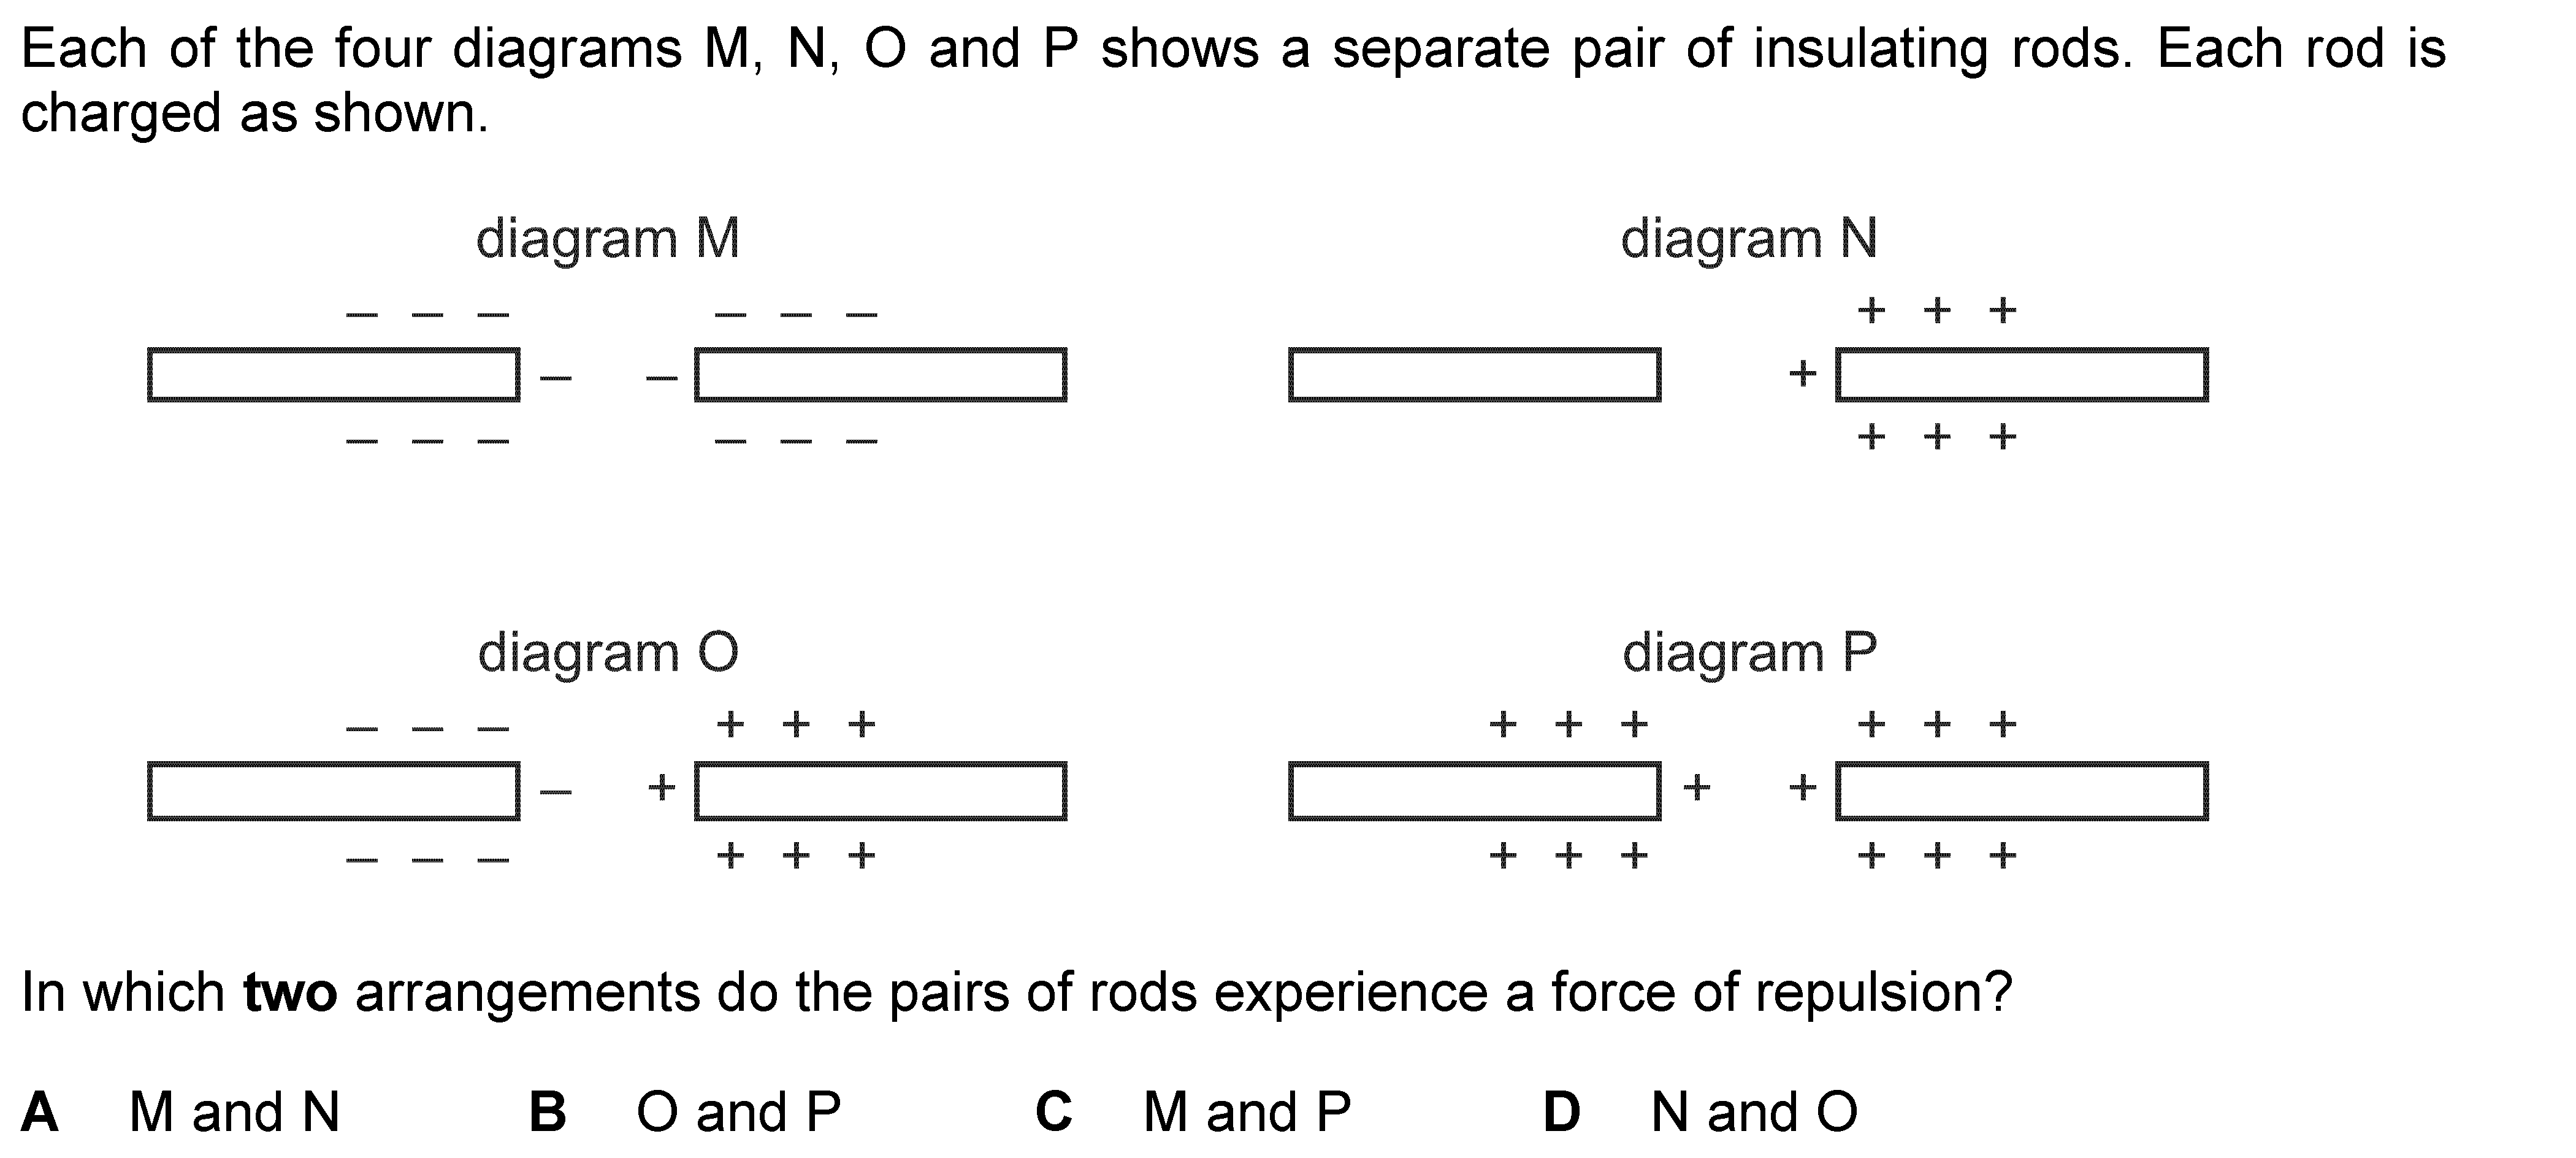 Each of the four diagrams M, N, O and P shows a separate pair of insulating rods. Each rod is
charged as shown.
diagram M
diagram N
– – –
+ + +
– –
+
– – –
+ + +
diagram O
diagram P
– – – + + +
+ + + + + +
– +
+ +
– – – + + +
+ + + + + +
In which two arrangements do the pairs of rods experience a force of repulsion?
A M and N B O and P C M and P D N and O